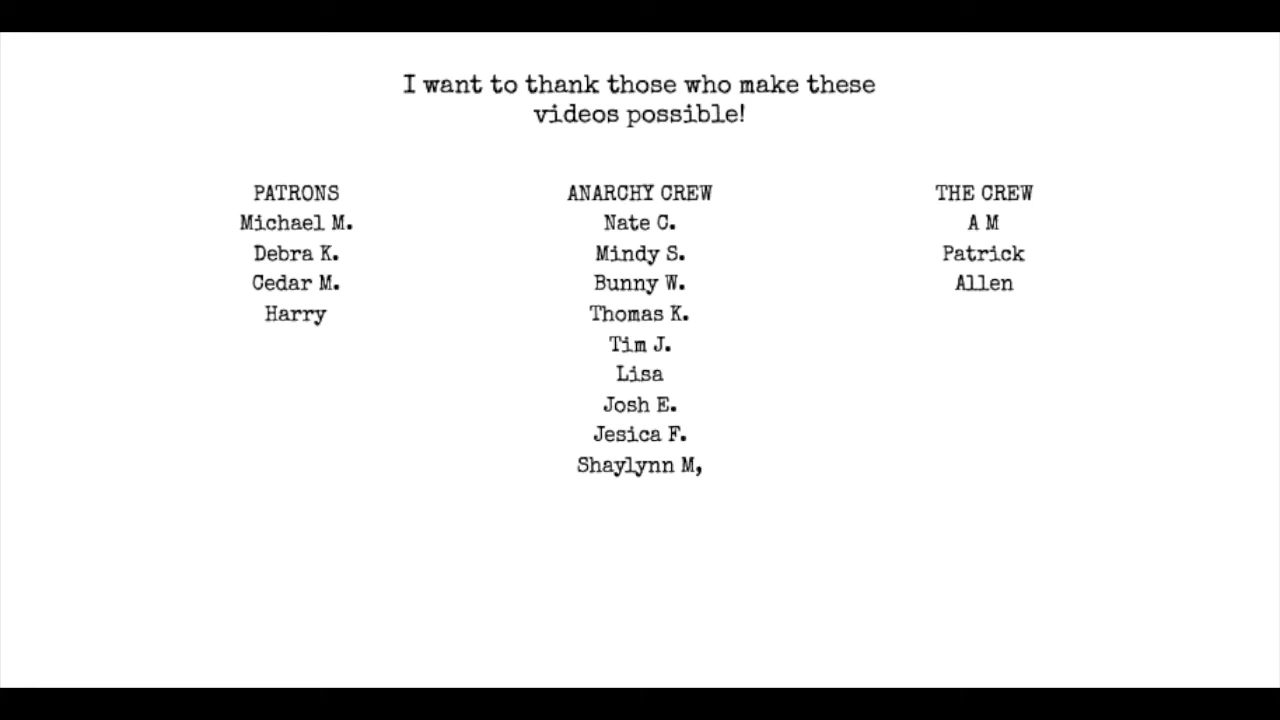 I want to thank those who make these
videos possible!
PATRONS
Michael M.
Debra K.
Cedar M.
Harry
ANARCHY CREW
Nate C.
Mindy S.
Bunny W.
Thomas K.
Tim J.
Lisa
Josh E.
Jesica F.
Shaylynn M,
THE CREW
A M
Patrick
Allen